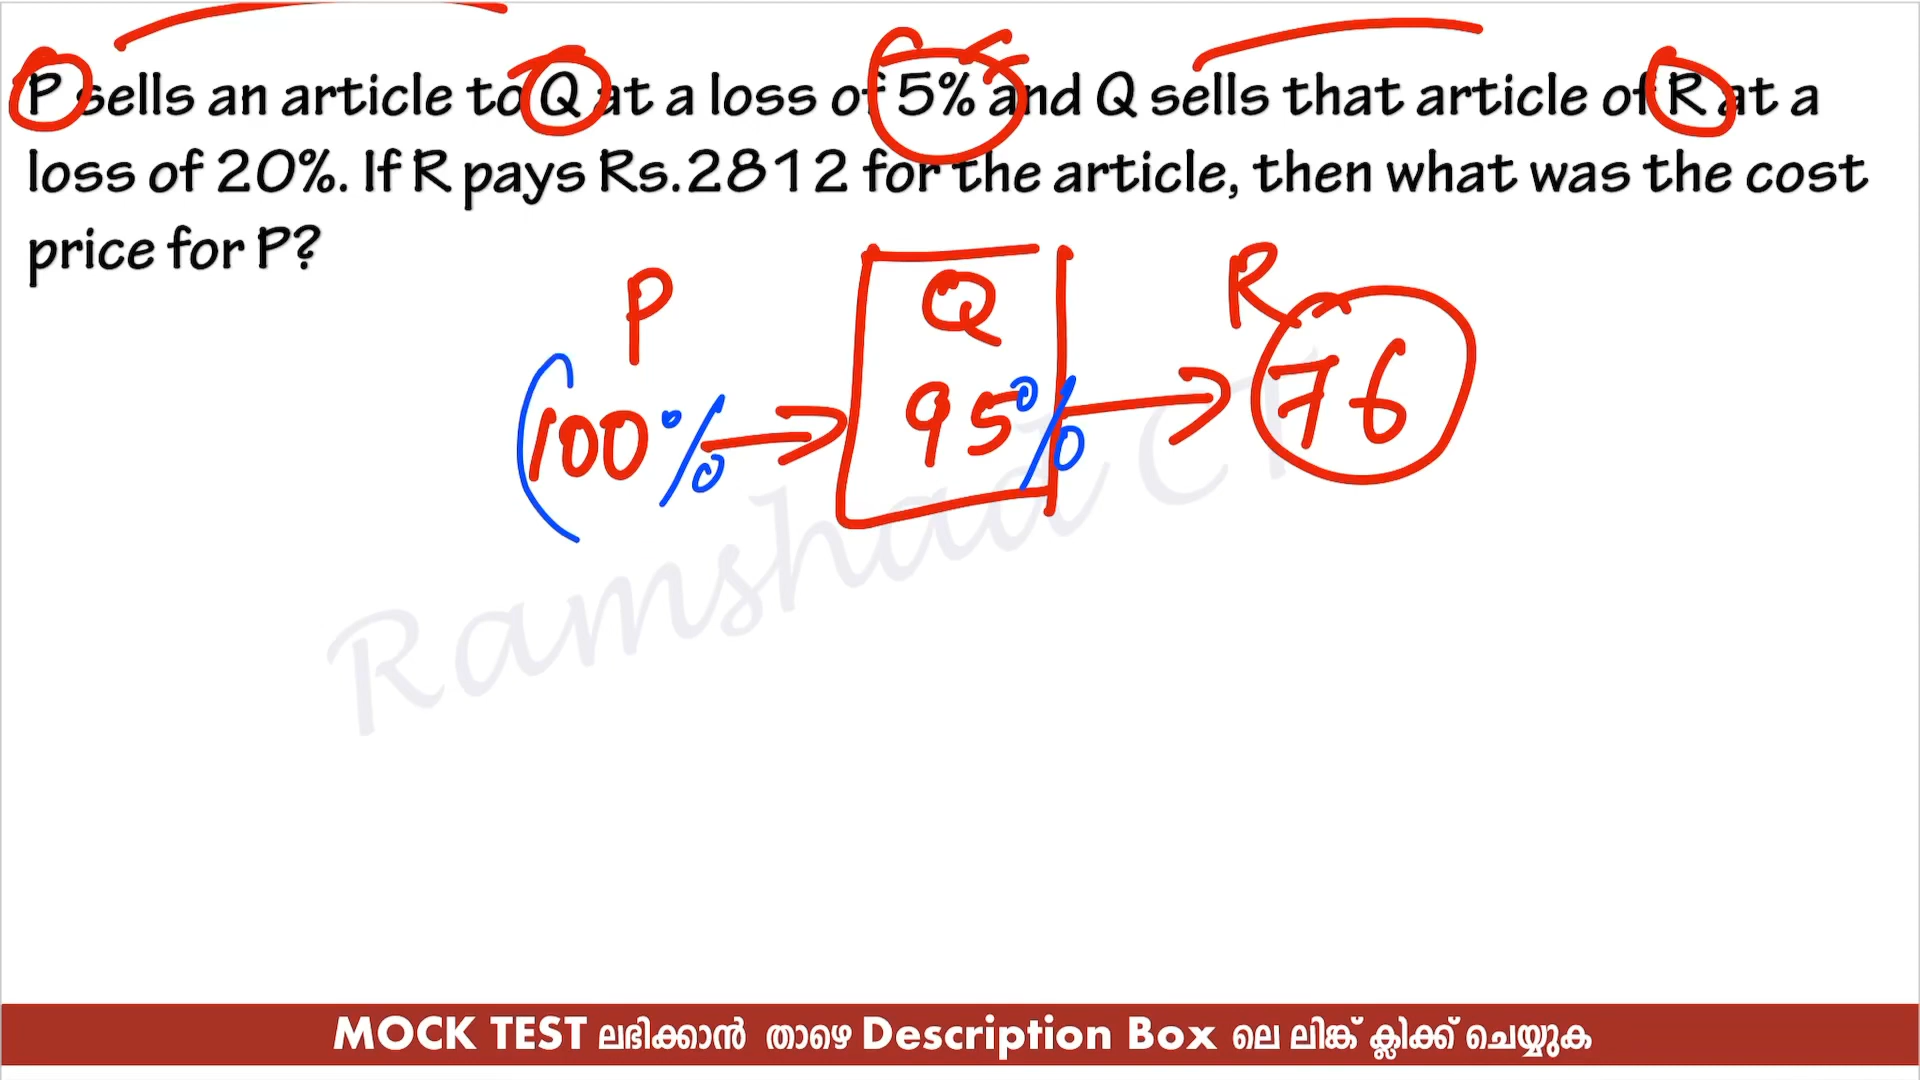 P sells an article to Q at a loss of 5% and Q sells that article of R at a
loss of 20%. If R pays Rs.2812 for the article, then what was the cost
price for P?
P Q R
100% 95% 76
Ramshad CT
MOCK TEST ലഭിക്കാൻ താഴെ Description Box ലെ ലിങ്ക് ക്ലിക്ക് ചെയ്യുക